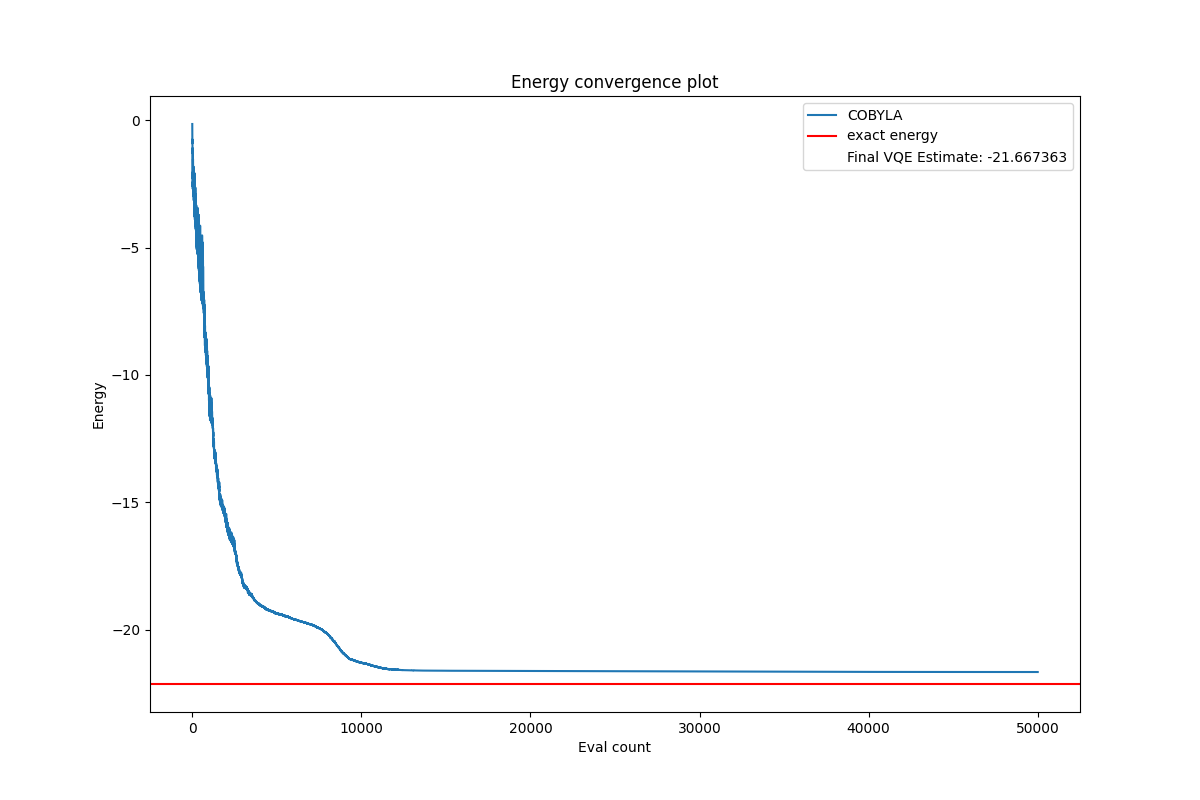 Energy convergence plot
COBYLA
exact energy
Final VQE Estimate: -21.667363
0
−5
−10
−15
−20
Energy
0
10000
20000
30000
40000
50000
Eval count